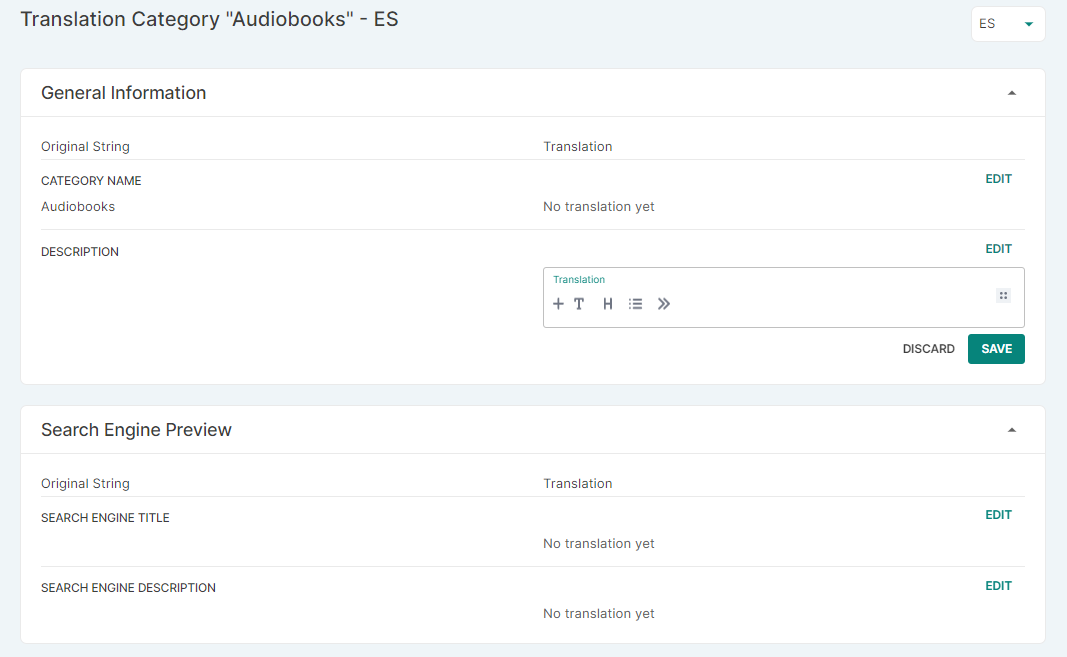 Translation Category "Audiobooks" - ES
ES
General Information
Original String Translation
CATEGORY NAME EDIT
Audiobooks No translation yet
DESCRIPTION EDIT
Translation
T H
DISCARD SAVE
Search Engine Preview
Original String Translation
SEARCH ENGINE TITLE EDIT
No translation yet
SEARCH ENGINE DESCRIPTION EDIT
No translation yet